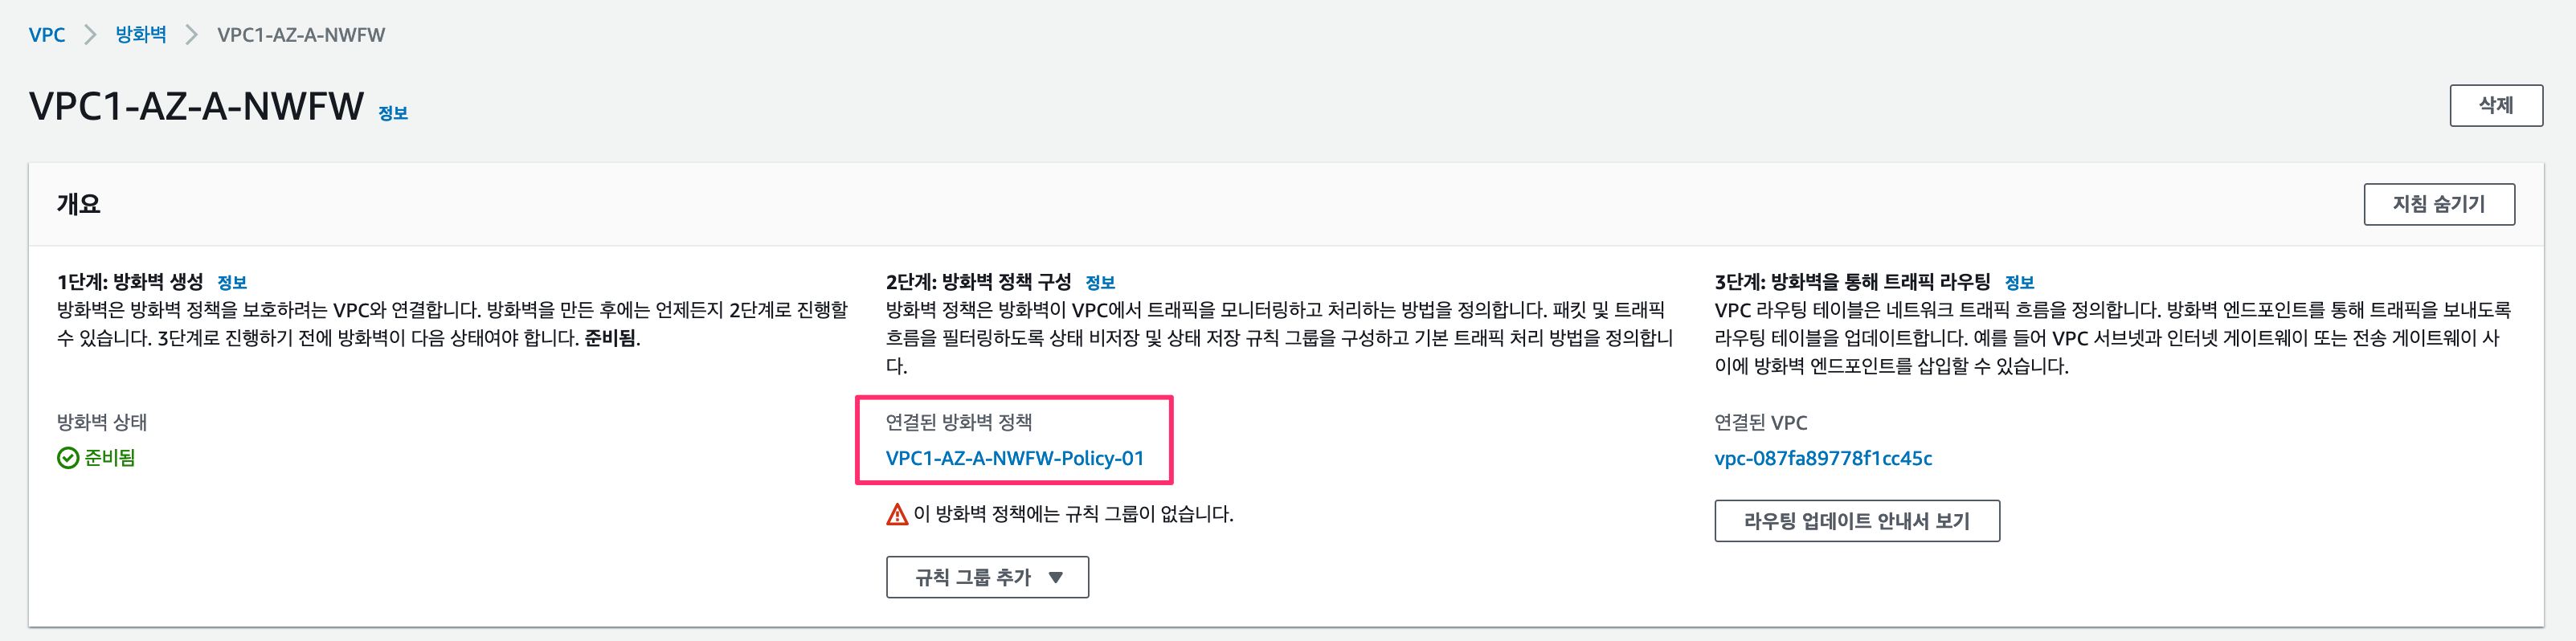 VPC > 방화벽 > VPC1-AZ-A-NWFW
VPC1-AZ-A-NWFW 정보
삭제
개요
지침 숨기기
1단계: 방화벽 생성 정보
방화벽은 방화벽 정책을 보호하려는 VPC와 연결합니다. 방화벽을 만든 후에는 언제든지 2단계로 진행할
수 있습니다. 3단계로 진행하기 전에 방화벽이 다음 상태여야 합니다. 준비됨.
방화벽 상태
준비됨
2단계: 방화벽 정책 구성 정보
방화벽 정책은 방화벽이 VPC에서 트래픽을 모니터링하고 처리하는 방법을 정의합니다. 패킷 및 트래픽
흐름을 필터링하도록 상태 비저장 및 상태 저장 규칙 그룹을 구성하고 기본 트래픽 처리 방법을 정의합니
다.
연결된 방화벽 정책
VPC1-AZ-A-NWFW-Policy-01
이 방화벽 정책에는 규칙 그룹이 없습니다.
규칙 그룹 추가
3단계: 방화벽을 통해 트래픽 라우팅 정보
VPC 라우팅 테이블은 네트워크 트래픽 흐름을 정의합니다. 방화벽 엔드포인트를 통해 트래픽을 보내도록
라우팅 테이블을 업데이트합니다. 예를 들어 VPC 서브넷과 인터넷 게이트웨이 또는 전송 게이트웨이 사
이에 방화벽 엔드포인트를 삽입할 수 있습니다.
연결된 VPC
vpc-087fa89778f1cc45c
라우팅 업데이트 안내서 보기